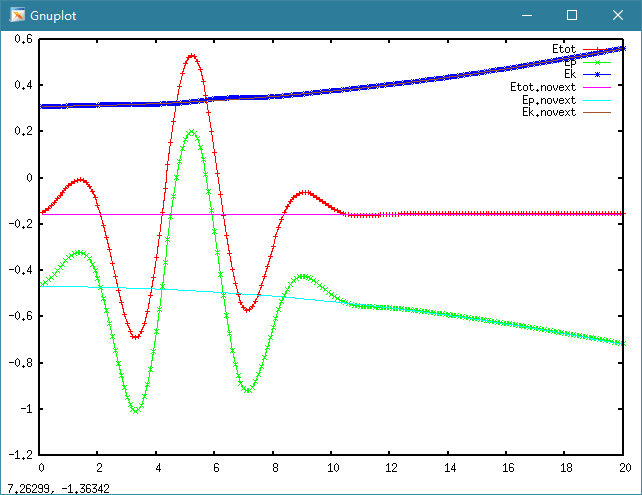 Gnuplot
0.6
0.4
0.2
0
-0.2
-0.4
-0.6
-0.8
-1
-1.2
0 2 4 6 8 10 12 14 16 18 20
Etot
Ep
Ek
Etot.novext
Ep.novext
Ek.novext
7.26299, -1.36342